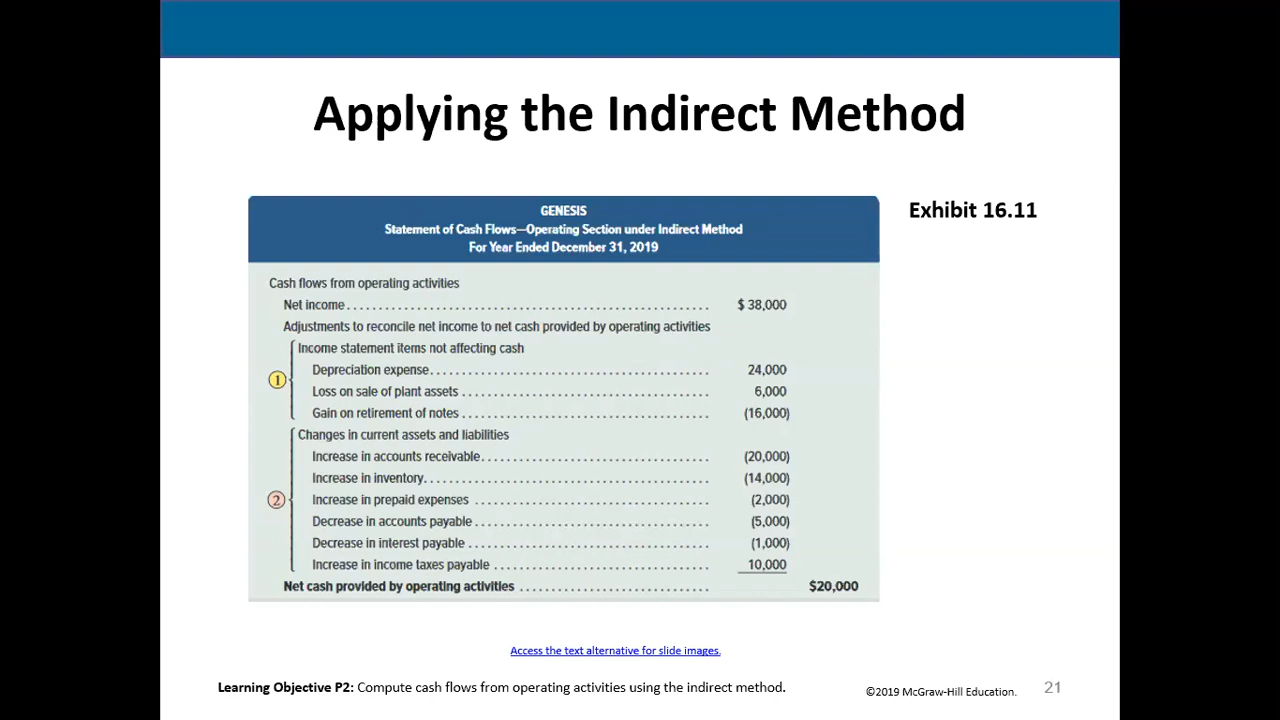 Applying the Indirect Method
Exhibit 16.11
GENESIS
Statement of Cash Flows—Operating Section under Indirect Method
For Year Ended December 31, 2019
Cash flows from operating activities
Net income........................................................ $ 38,000
Adjustments to reconcile net income to net cash provided by operating activities
1
Income statement items not affecting cash
Depreciation expense........................................... 24,000
Loss on sale of plant assets...................................... 6,000
Gain on retirement of notes...................................... (16,000)
2
Changes in current assets and liabilities
Increase in accounts receivable................................... (20,000)
Increase in inventory............................................ (14,000)
Increase in prepaid expenses..................................... (2,000)
Decrease in accounts payable.................................... (5,000)
Decrease in interest payable..................................... (1,000)
Increase in income taxes payable.................................. 10,000
Net cash provided by operating activities.............................. $20,000
Access the text alternative for slide images.
Learning Objective P2: Compute cash flows from operating activities using the indirect method.
©2019 McGraw-Hill Education.
21